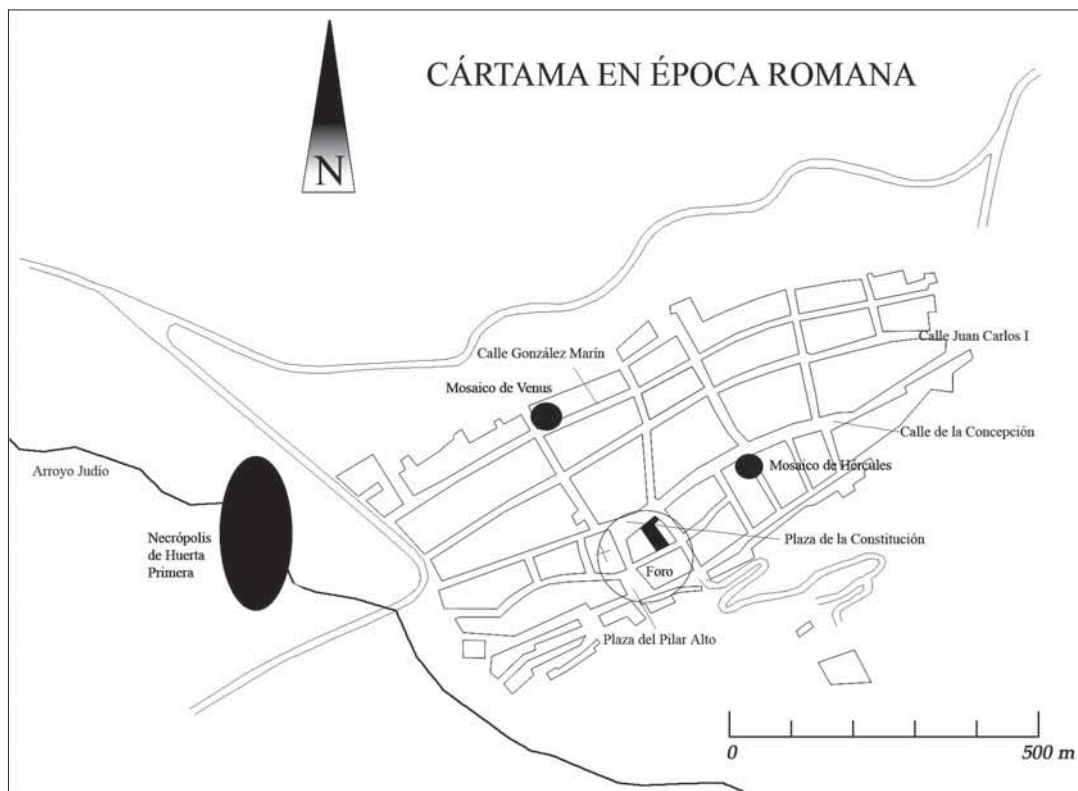 CÁRTAMA EN ÉPOCA ROMANA
N
Calle Juan Carlos I
Calle González Marín
Mosaico de Venus
Calle de la Concepción
Mosaico de Hércules
Arroyo Judío
Necrópolis
de Huerta
Primera
Plaza de la Constitución
Foro
Plaza del Pilar Alto
0 500 m